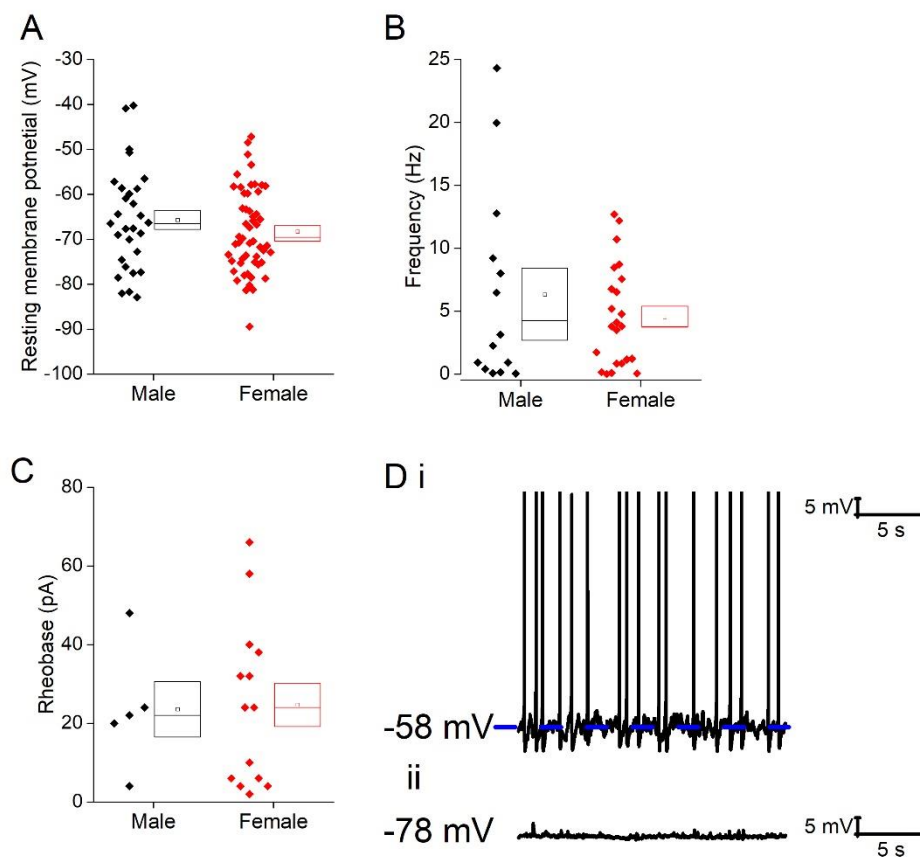 A
Resting membrane potnetial (mV)
-30
-40
-50
-60
-70
-80
-90
-100
Male
Female
B
Frequency (Hz)
25
20
15
10
5
0
Male
Female
C
Rheobase (pA)
80
60
40
20
0
Male
Female
D i
5 mV
5 s
-58 mV
ii
-78 mV
5 mV
5 s